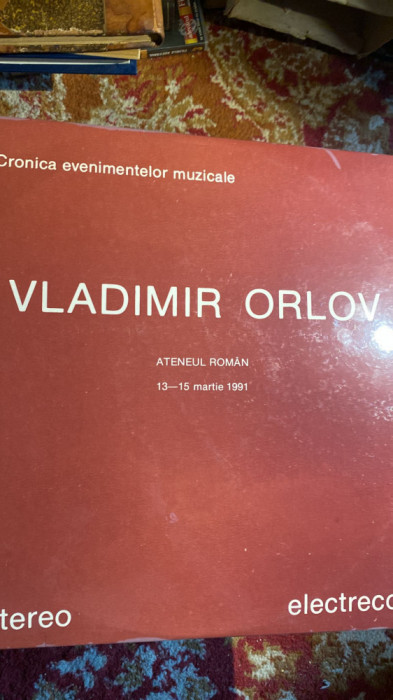 Cronica evenimentelor muzicale
VLADIMIR ORLOV
ATENEUL ROMÂN
13—15 martie 1991
tereo
electreco